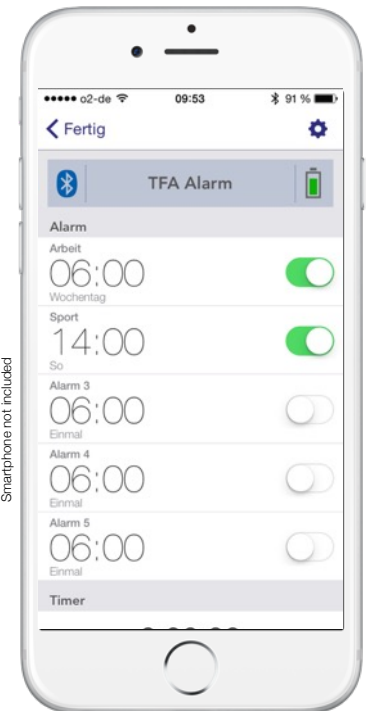 o2-de 09:53 91 %
Fertig
TFA Alarm
Alarm
Arbeit
06:00
Wochentag
Sport
14:00
So
Alarm 3
06:00
Einmal
Alarm 4
06:00
Einmal
Alarm 5
06:00
Einmal
Timer
Smartphone not included